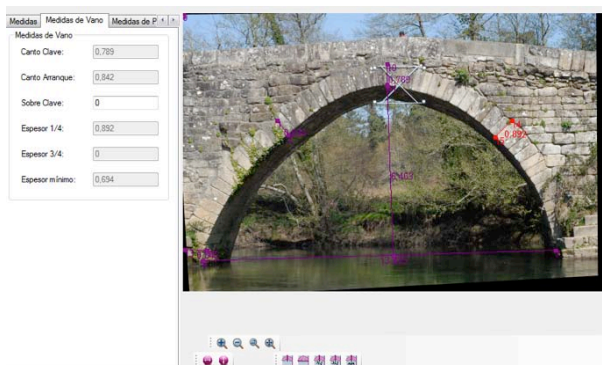 Medidas Medidas de Vano Medidas de P
Medidas de Vano
Canto Clave: 0,789
Canto Arranque: 0,842
Sobre Clave: 0
Espesor 1/4: 0,892
Espesor 3/4: 0
Espesor mínimo: 0,694
0,789
0,892